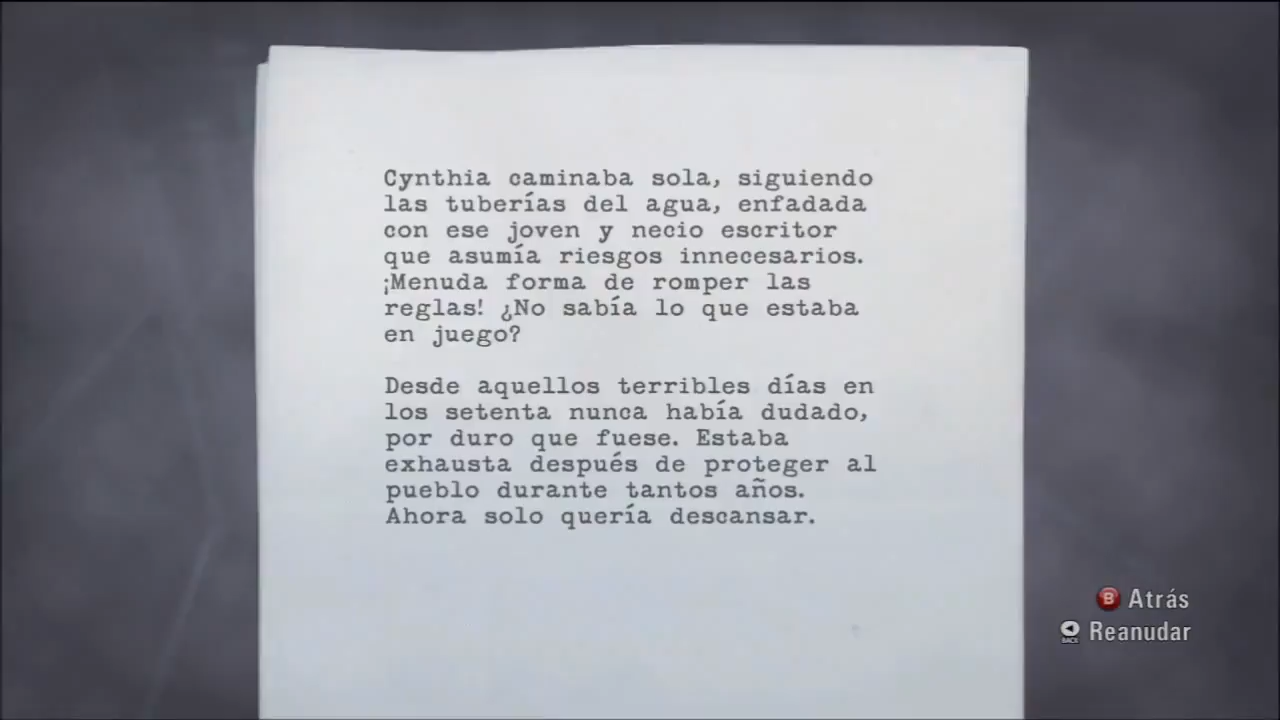 Cynthia caminaba sola, siguiendo
las tuberías del agua, enfadada
con ese joven y necio escritor
que asumía riesgos innecesarios.
¡Menuda forma de romper las
reglas! ¿No sabía lo que estaba
en juego?
Desde aquellos terribles días en
los setenta nunca había dudado,
por duro que fuese. Estaba
exhausta después de proteger al
pueblo durante tantos años.
Ahora solo quería descansar.
B Atrás
BACK Reanudar